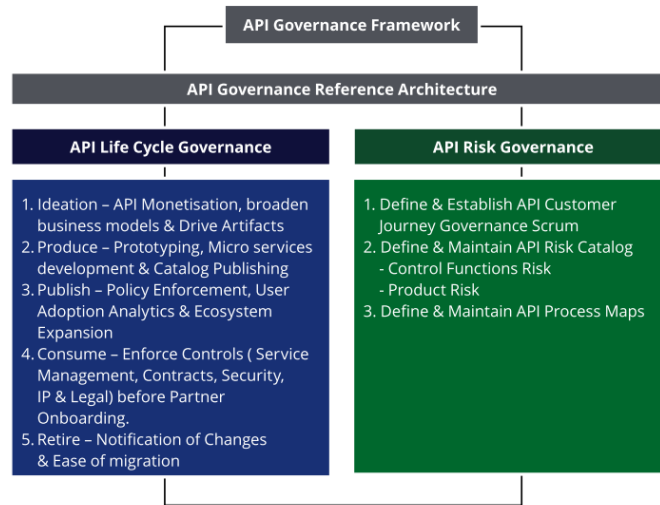 API Governance Framework
API Governance Reference Architecture
API Life Cycle Governance
1. Ideation – API Monetisation, broaden
business models & Drive Artifacts
2. Produce – Prototyping, Micro services
development & Catalog Publishing
3. Publish – Policy Enforcement, User
Adoption Analytics & Ecosystem
Expansion
4. Consume – Enforce Controls ( Service
Management, Contracts, Security,
IP & Legal) before Partner
Onboarding.
5. Retire – Notification of Changes
& Ease of migration
API Risk Governance
1. Define & Establish API Customer
Journey Governance Scrum
2. Define & Maintain API Risk Catalog
- Control Functions Risk
- Product Risk
3. Define & Maintain API Process Maps